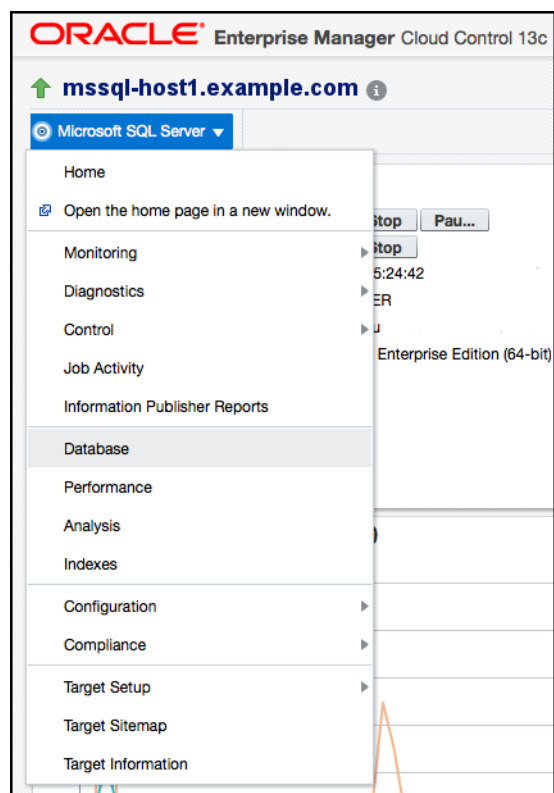 ORACLE® Enterprise Manager Cloud Control 13c
mssql-host1.example.com
Microsoft SQL Server
Home
Open the home page in a new window.
Stop Pau...
Monitoring
Stop
5:24:42
Diagnostics
ER
Control
Enterprise Edition (64-bit)
Job Activity
Information Publisher Reports
Database
Performance
Analysis
Indexes
Configuration
Compliance
Target Setup
Target Sitemap
Target Information